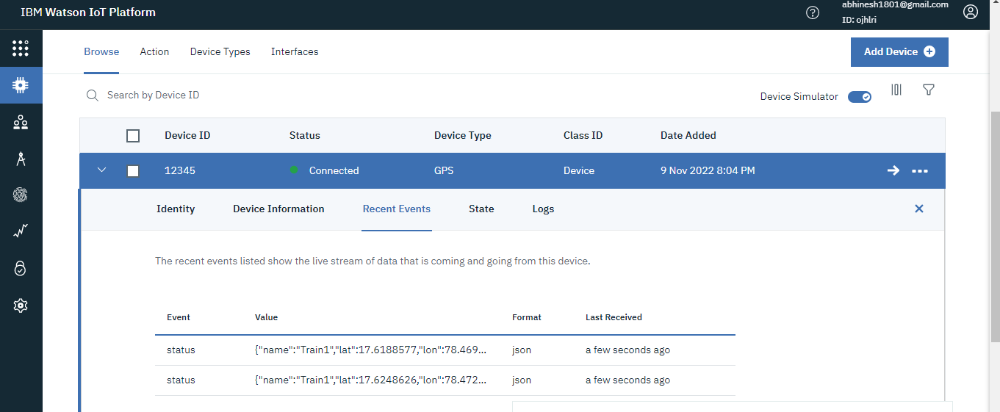 IBM Watson IoT Platform
abhinesh1801@gmail.com
ID: ojhlri
Browse Action Device Types Interfaces
Add Device
Search by Device ID
Device Simulator
Device ID Status Device Type Class ID Date Added
12345 Connected GPS Device 9 Nov 2022 8:04 PM
Identity Device Information Recent Events State Logs
The recent events listed show the live stream of data that is coming and going from this device.
Event Value Format Last Received
status {"name":"Train1","lat":17.6188577,"lon":78.469... json a few seconds ago
status {"name":"Train1","lat":17.6248626,"lon":78.472... json a few seconds ago